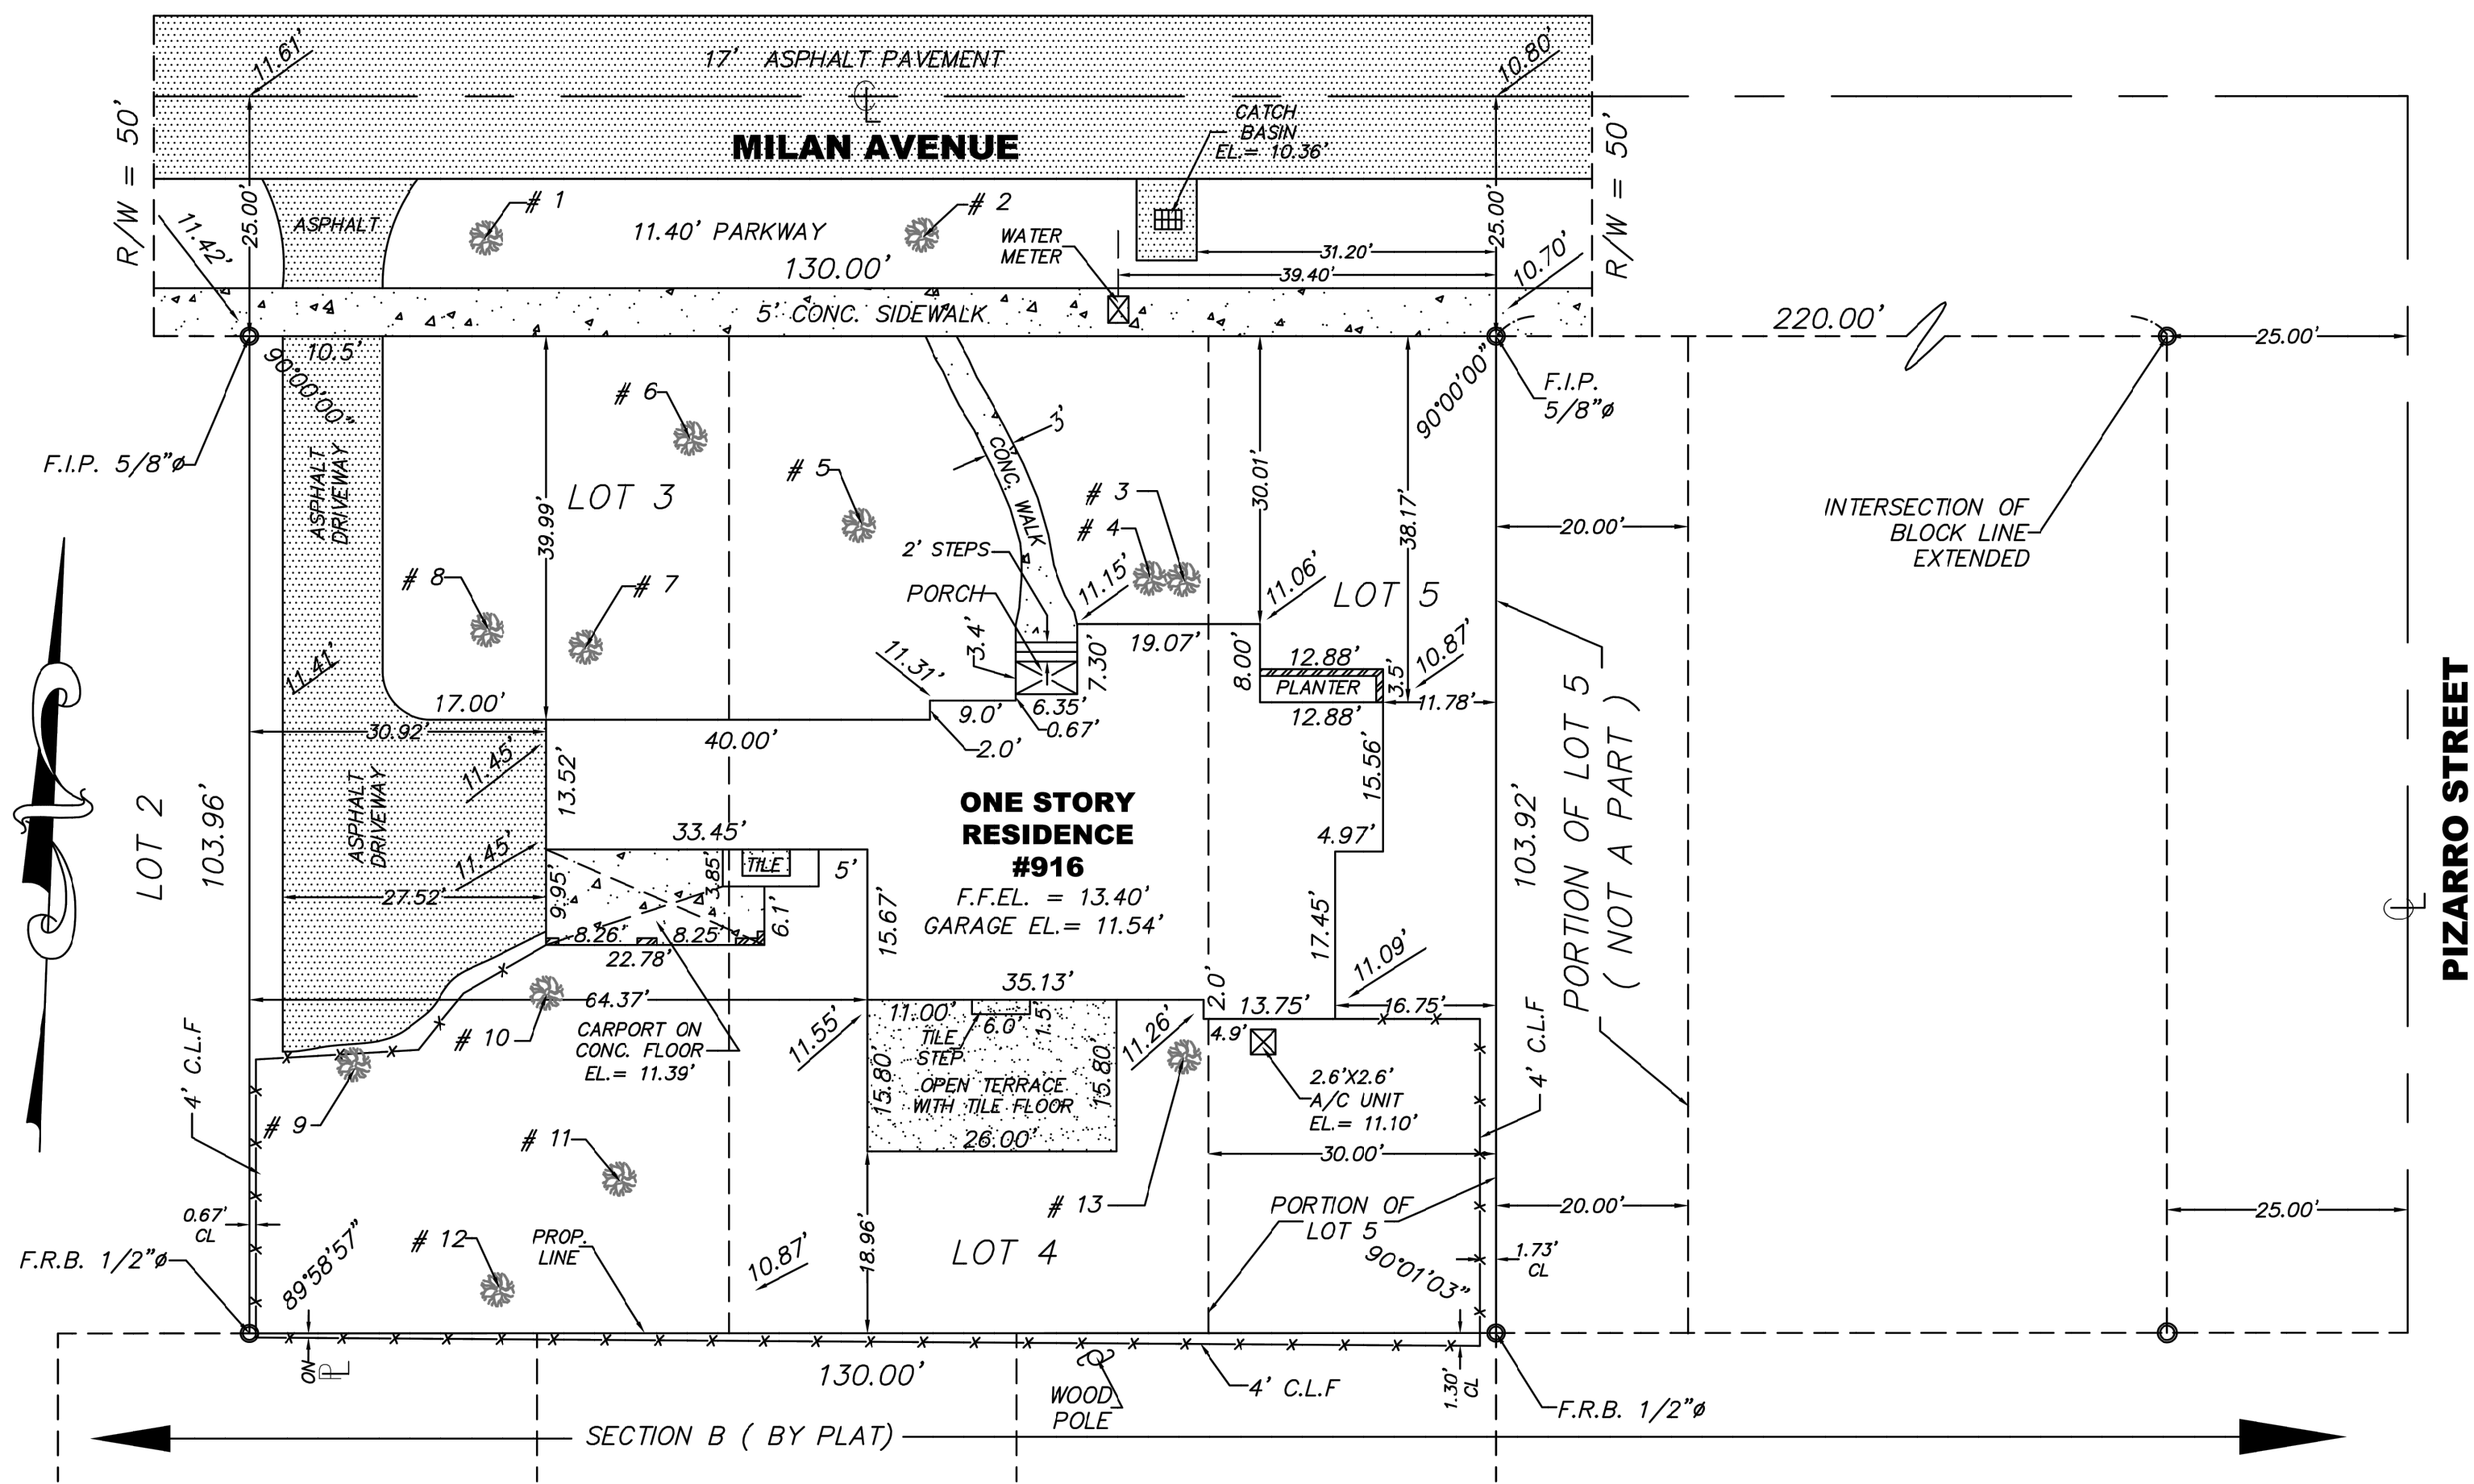 11.61'
17' ASPHALT PAVEMENT
10.80'
R/W = 50'
CL
MILAN AVENUE
CATCH
BASIN
EL.= 10.36'
R/W = 50'
25.00'
25.00'
11.42'
ASPHALT
# 1
# 2
11.40' PARKWAY
WATER
METER
31.20'
39.40'
10.70'
130.00'
5' CONC. SIDEWALK
220.00'
25.00'
10.5'
90°00'00"
90°00'00"
F.I.P. 5/8"ø
F.I.P.
5/8"ø
# 6
3'
CONC. WALK
# 5
# 3
# 4
LOT 3
ASPHALT
DRIVEWAY
39.99'
30.01'
38.17'
20.00'
INTERSECTION OF
BLOCK LINE
EXTENDED
2' STEPS
PORCH
11.15'
11.06'
LOT 5
# 8
# 7
11.41'
11.31'
3.4'
7.30'
19.07'
8.00'
12.88'
PLANTER
12.88'
3.5'
10.87'
11.78'
17.00'
9.0'
6.35'
0.67'
2.0'
30.92'
40.00'
11.45'
13.52'
15.56'
PORTION OF LOT 5
( NOT A PART )
PIZARRO STREET
CL
LOT 2
103.96'
ASPHALT
DRIVEWAY
11.45'
33.45'
3.85'
TILE
5'
ONE STORY
RESIDENCE
#916
F.F.EL. = 13.40'
GARAGE EL.= 11.54'
4.97'
103.92'
27.52'
9.95'
8.26'
8.25'
6.1'
22.78'
15.67'
17.45'
11.09'
64.37'
35.13'
2.0'
13.75'
16.75'
# 10
CARPORT ON
CONC. FLOOR
EL.= 11.39'
11.55'
11.00'
6.0'
1.5'
TILE
STEP
15.80'
15.80'
OPEN TERRACE
WITH TILE FLOOR
26.00'
11.26'
4.9'
2.6'X2.6'
A/C UNIT
EL.= 11.10'
4' C.L.F
4' C.L.F
# 9
# 11
30.00'
# 13
PORTION OF
LOT 5
20.00'
25.00'
0.67'
CL
F.R.B. 1/2"ø
89°58'57"
# 12
PROP.
LINE
10.87'
18.96'
LOT 4
90°01'03"
1.73'
CL
ON
PL
130.00'
WOOD
POLE
4' C.L.F
1.30'
CL
F.R.B. 1/2"ø
SECTION B ( BY PLAT)